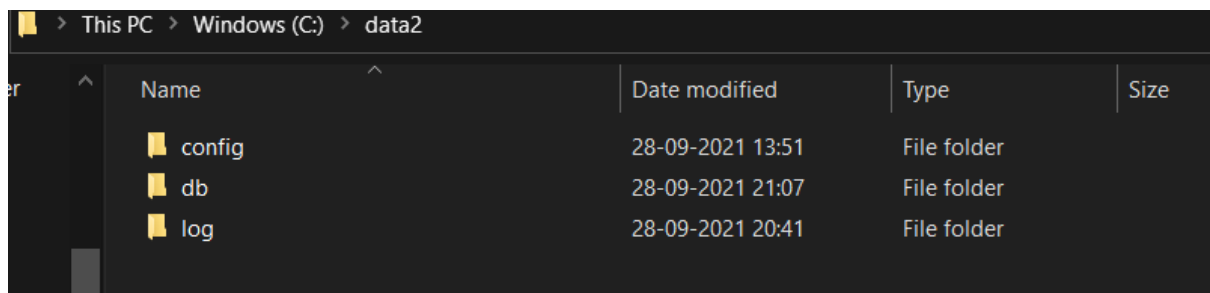 > This PC > Windows (C:) > data2
er Name Date modified Type Size
config 28-09-2021 13:51 File folder
db 28-09-2021 21:07 File folder
log 28-09-2021 20:41 File folder